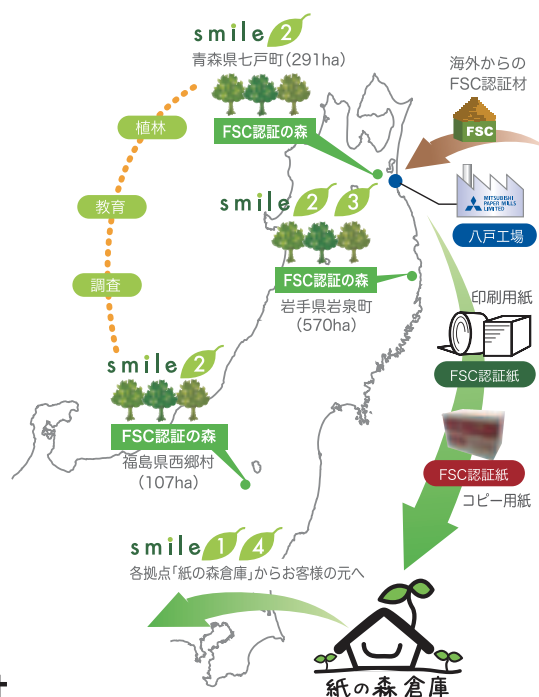 smile 2
青森県七戸町(291ha)
FSC認証の森
海外からの
FSC認証材
FSC
植林
教育
調査
smile 2 3
FSC認証の森
岩手県岩泉町
(570ha)
MITSUBISHI
PAPER MILLS
LIMITED
八戸工場
印刷用紙
FSC認証紙
FSC認証紙
コピー用紙
smile 2
FSC認証の森
福島県西郷村
(107ha)
smile 1 4
各拠点「紙の森倉庫」からお客様の元へ
紙の森倉庫